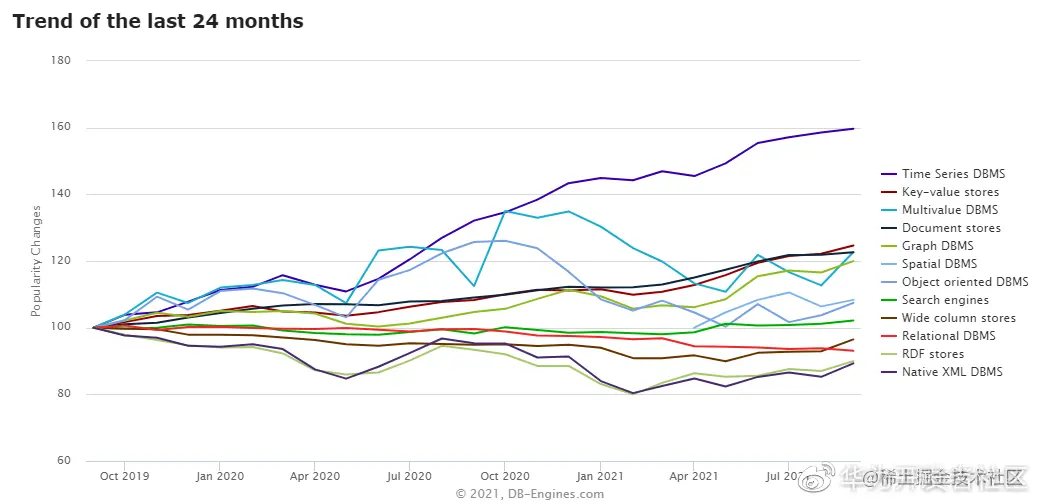 Trend of the last 24 months
180
160
140
120
100
80
60
Popularity Changes
Oct 2019
Jan 2020
Apr 2020
Jul 2020
Oct 2020
Jan 2021
Apr 2021
Time Series DBMS
Key-value stores
Multivalue DBMS
Document stores
Graph DBMS
Spatial DBMS
Object oriented DBMS
Search engines
Wide column stores
Relational DBMS
RDF stores
Native XML DBMS
© 2021, DB-Engines.com
@稀土掘金技术社区